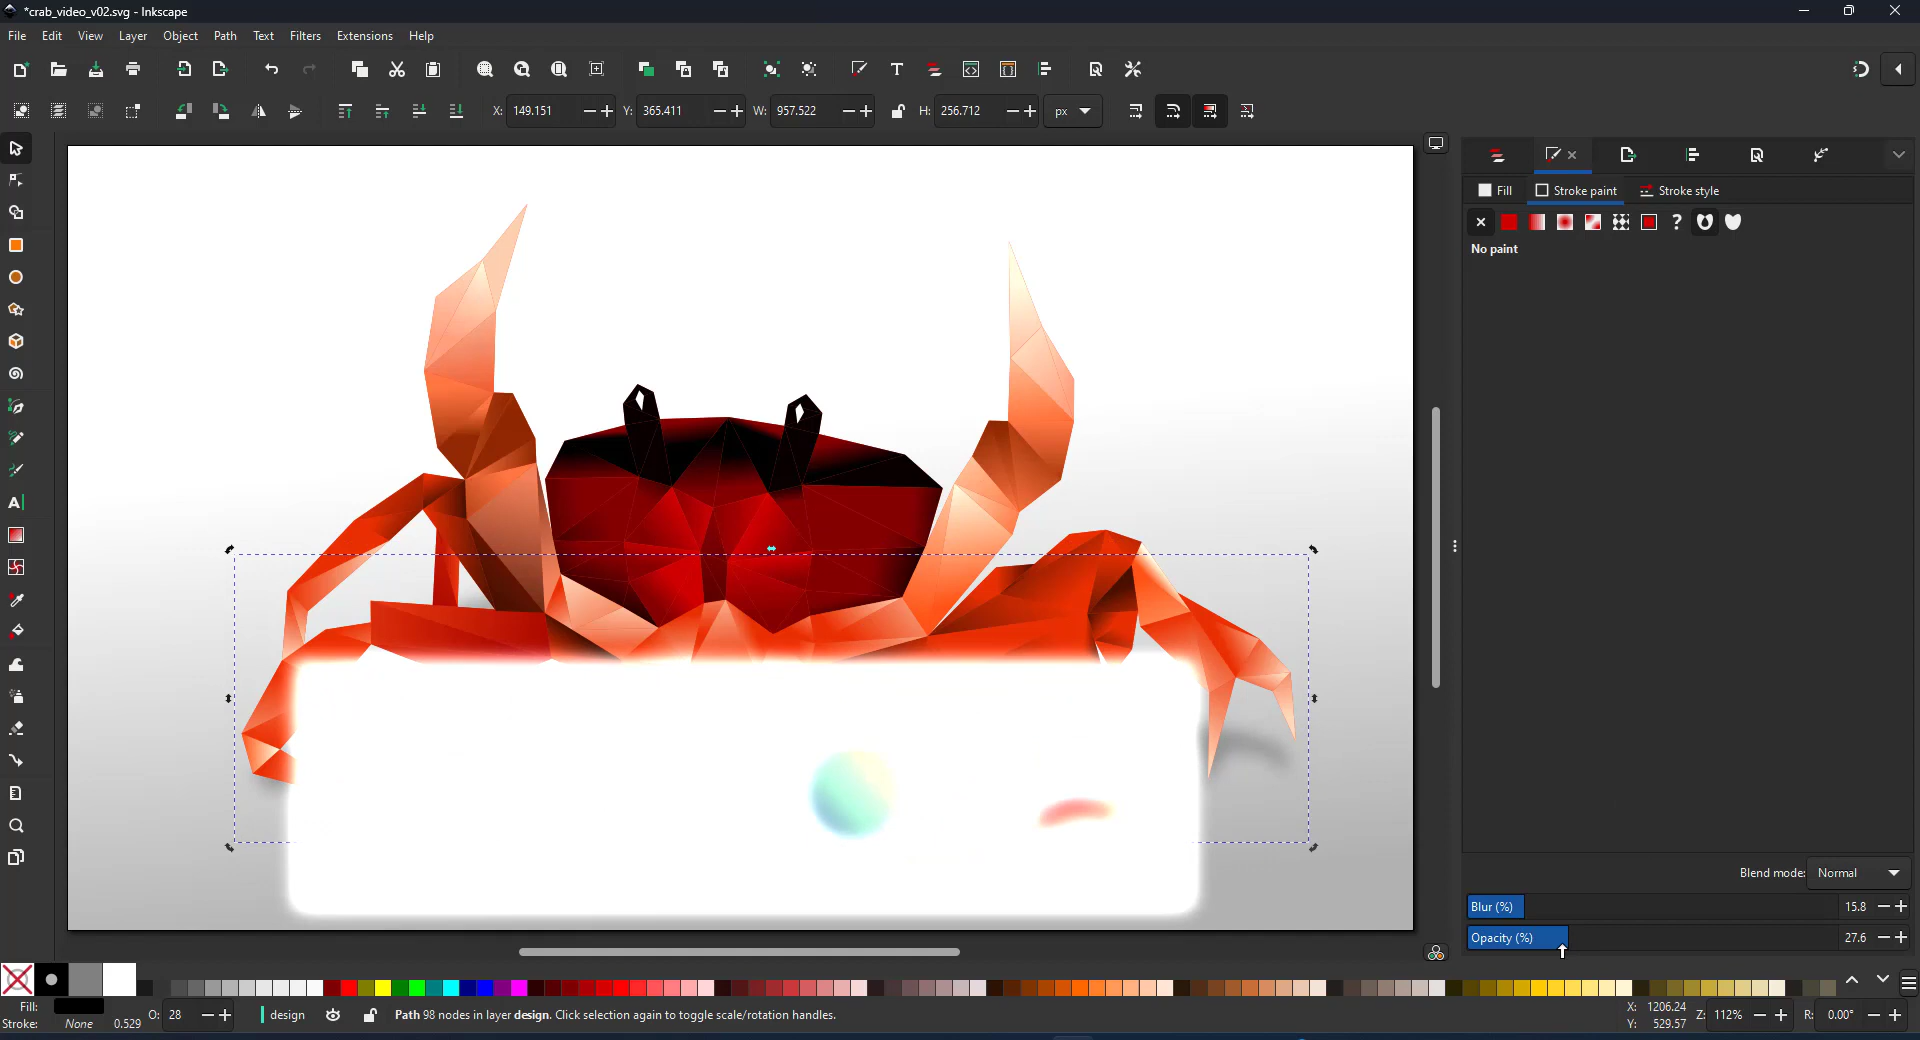 *crab_video_v02.svg - Inkscape
File Edit View Layer Object Path Text Filters Extensions Help
X: 149.151 Y: 365.411 W: 957.522 H: 256.712 px
Fill Stroke paint Stroke style
?
No paint
Blend mode: Normal
Blur (%) 15.8
Opacity (%) 27.6
Fill:
Stroke: None 0.529 O: 28 design Path 98 nodes in layer design. Click selection again to toggle scale/rotation handles. X: 1206.24 Y: 529.57 Z: 112% R: 0.00°